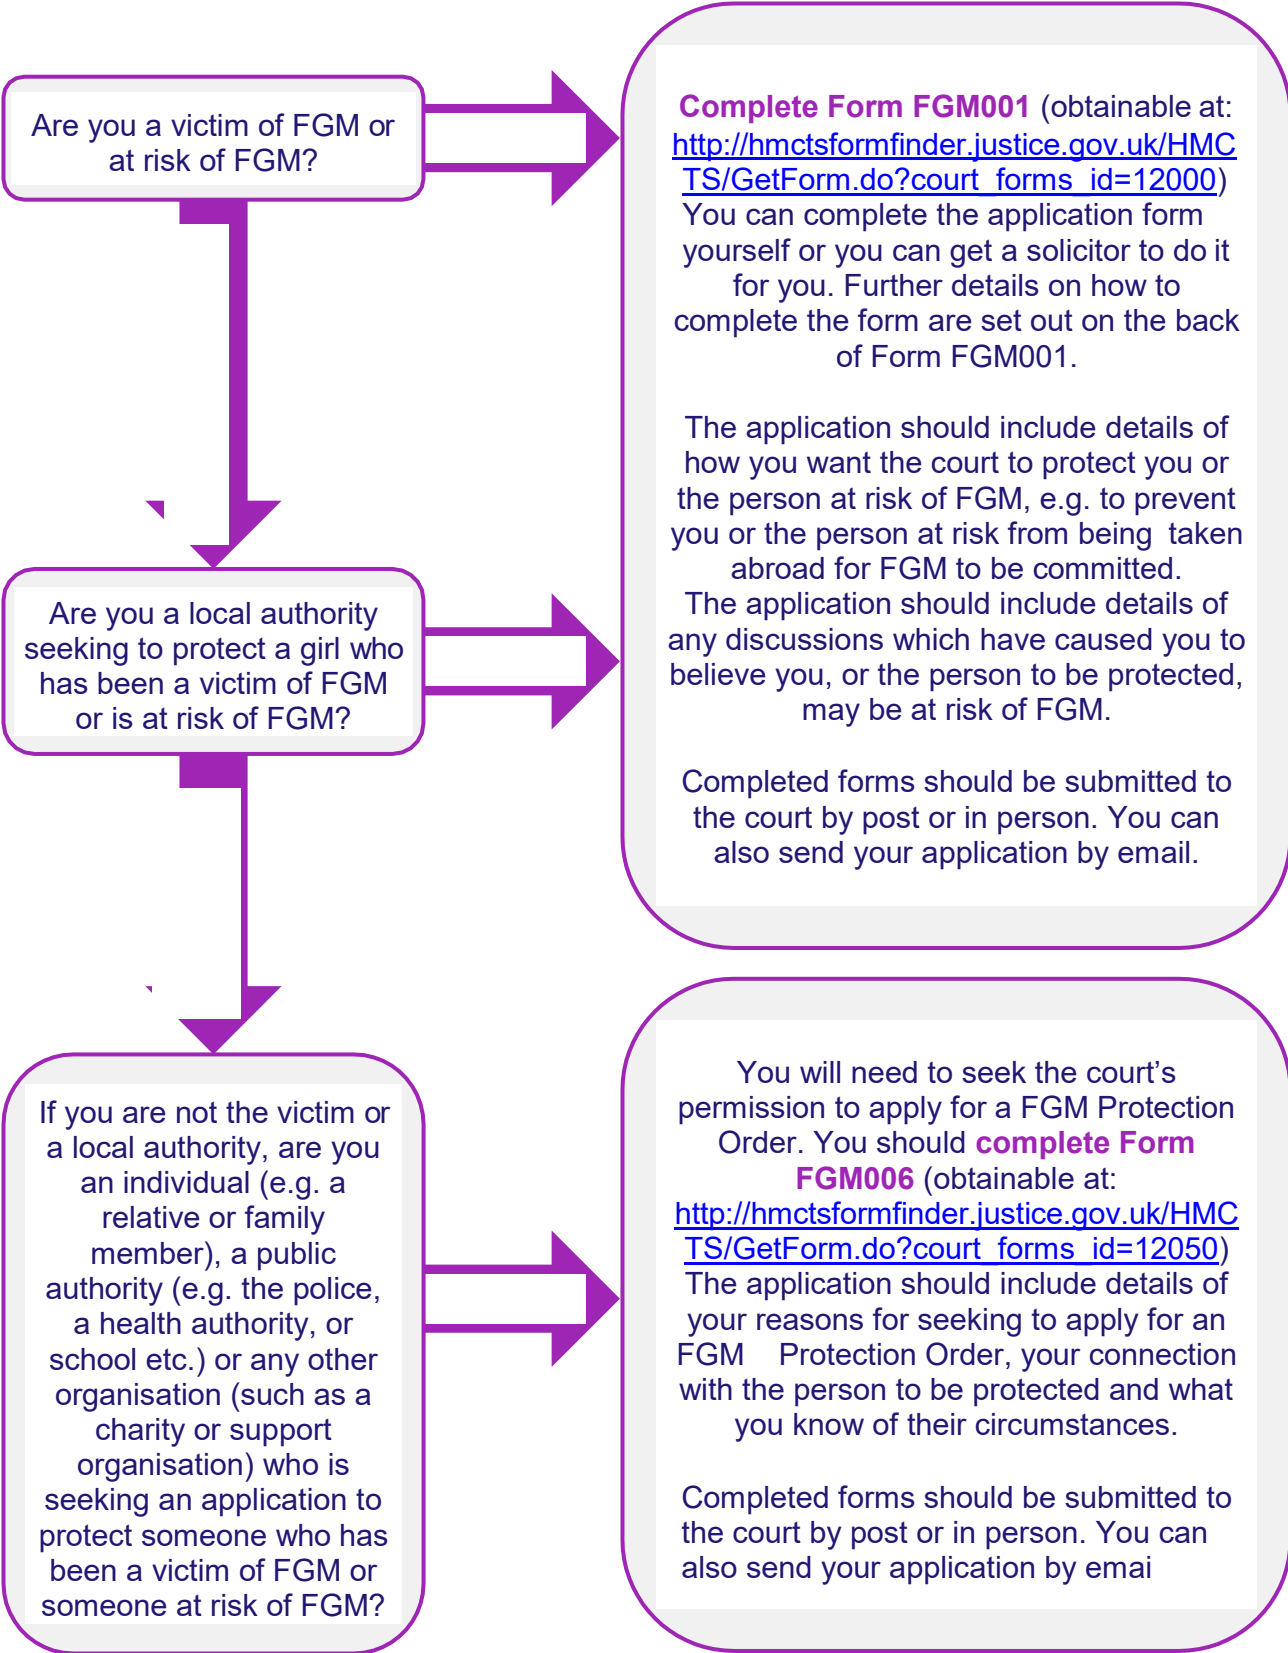 Are you a victim of FGM or
at risk of FGM?
Complete Form FGM001 (obtainable at:
http://hmctsformfinder.justice.gov.uk/HMC
TS/GetForm.do?court_forms_id=12000)
You can complete the application form
yourself or you can get a solicitor to do it
for you. Further details on how to
complete the form are set out on the back
of Form FGM001.
The application should include details of
how you want the court to protect you or
the person at risk of FGM, e.g. to prevent
you or the person at risk from being taken
abroad for FGM to be committed.
The application should include details of
any discussions which have caused you to
believe you, or the person to be protected,
may be at risk of FGM.
Completed forms should be submitted to
the court by post or in person. You can
also send your application by email.
Are you a local authority
seeking to protect a girl who
has been a victim of FGM
or is at risk of FGM?
If you are not the victim or
a local authority, are you
an individual (e.g. a
relative or family
member), a public
authority (e.g. the police,
a health authority, or
school etc.) or any other
organisation (such as a
charity or support
organisation) who is
seeking an application to
protect someone who has
been a victim of FGM or
someone at risk of FGM?
You will need to seek the court’s
permission to apply for a FGM Protection
Order. You should complete Form
FGM006 (obtainable at:
http://hmctsformfinder.justice.gov.uk/HMC
TS/GetForm.do?court_forms_id=12050)
The application should include details of
your reasons for seeking to apply for an
FGM Protection Order, your connection
with the person to be protected and what
you know of their circumstances.
Completed forms should be submitted to
the court by post or in person. You can
also send your application by emai